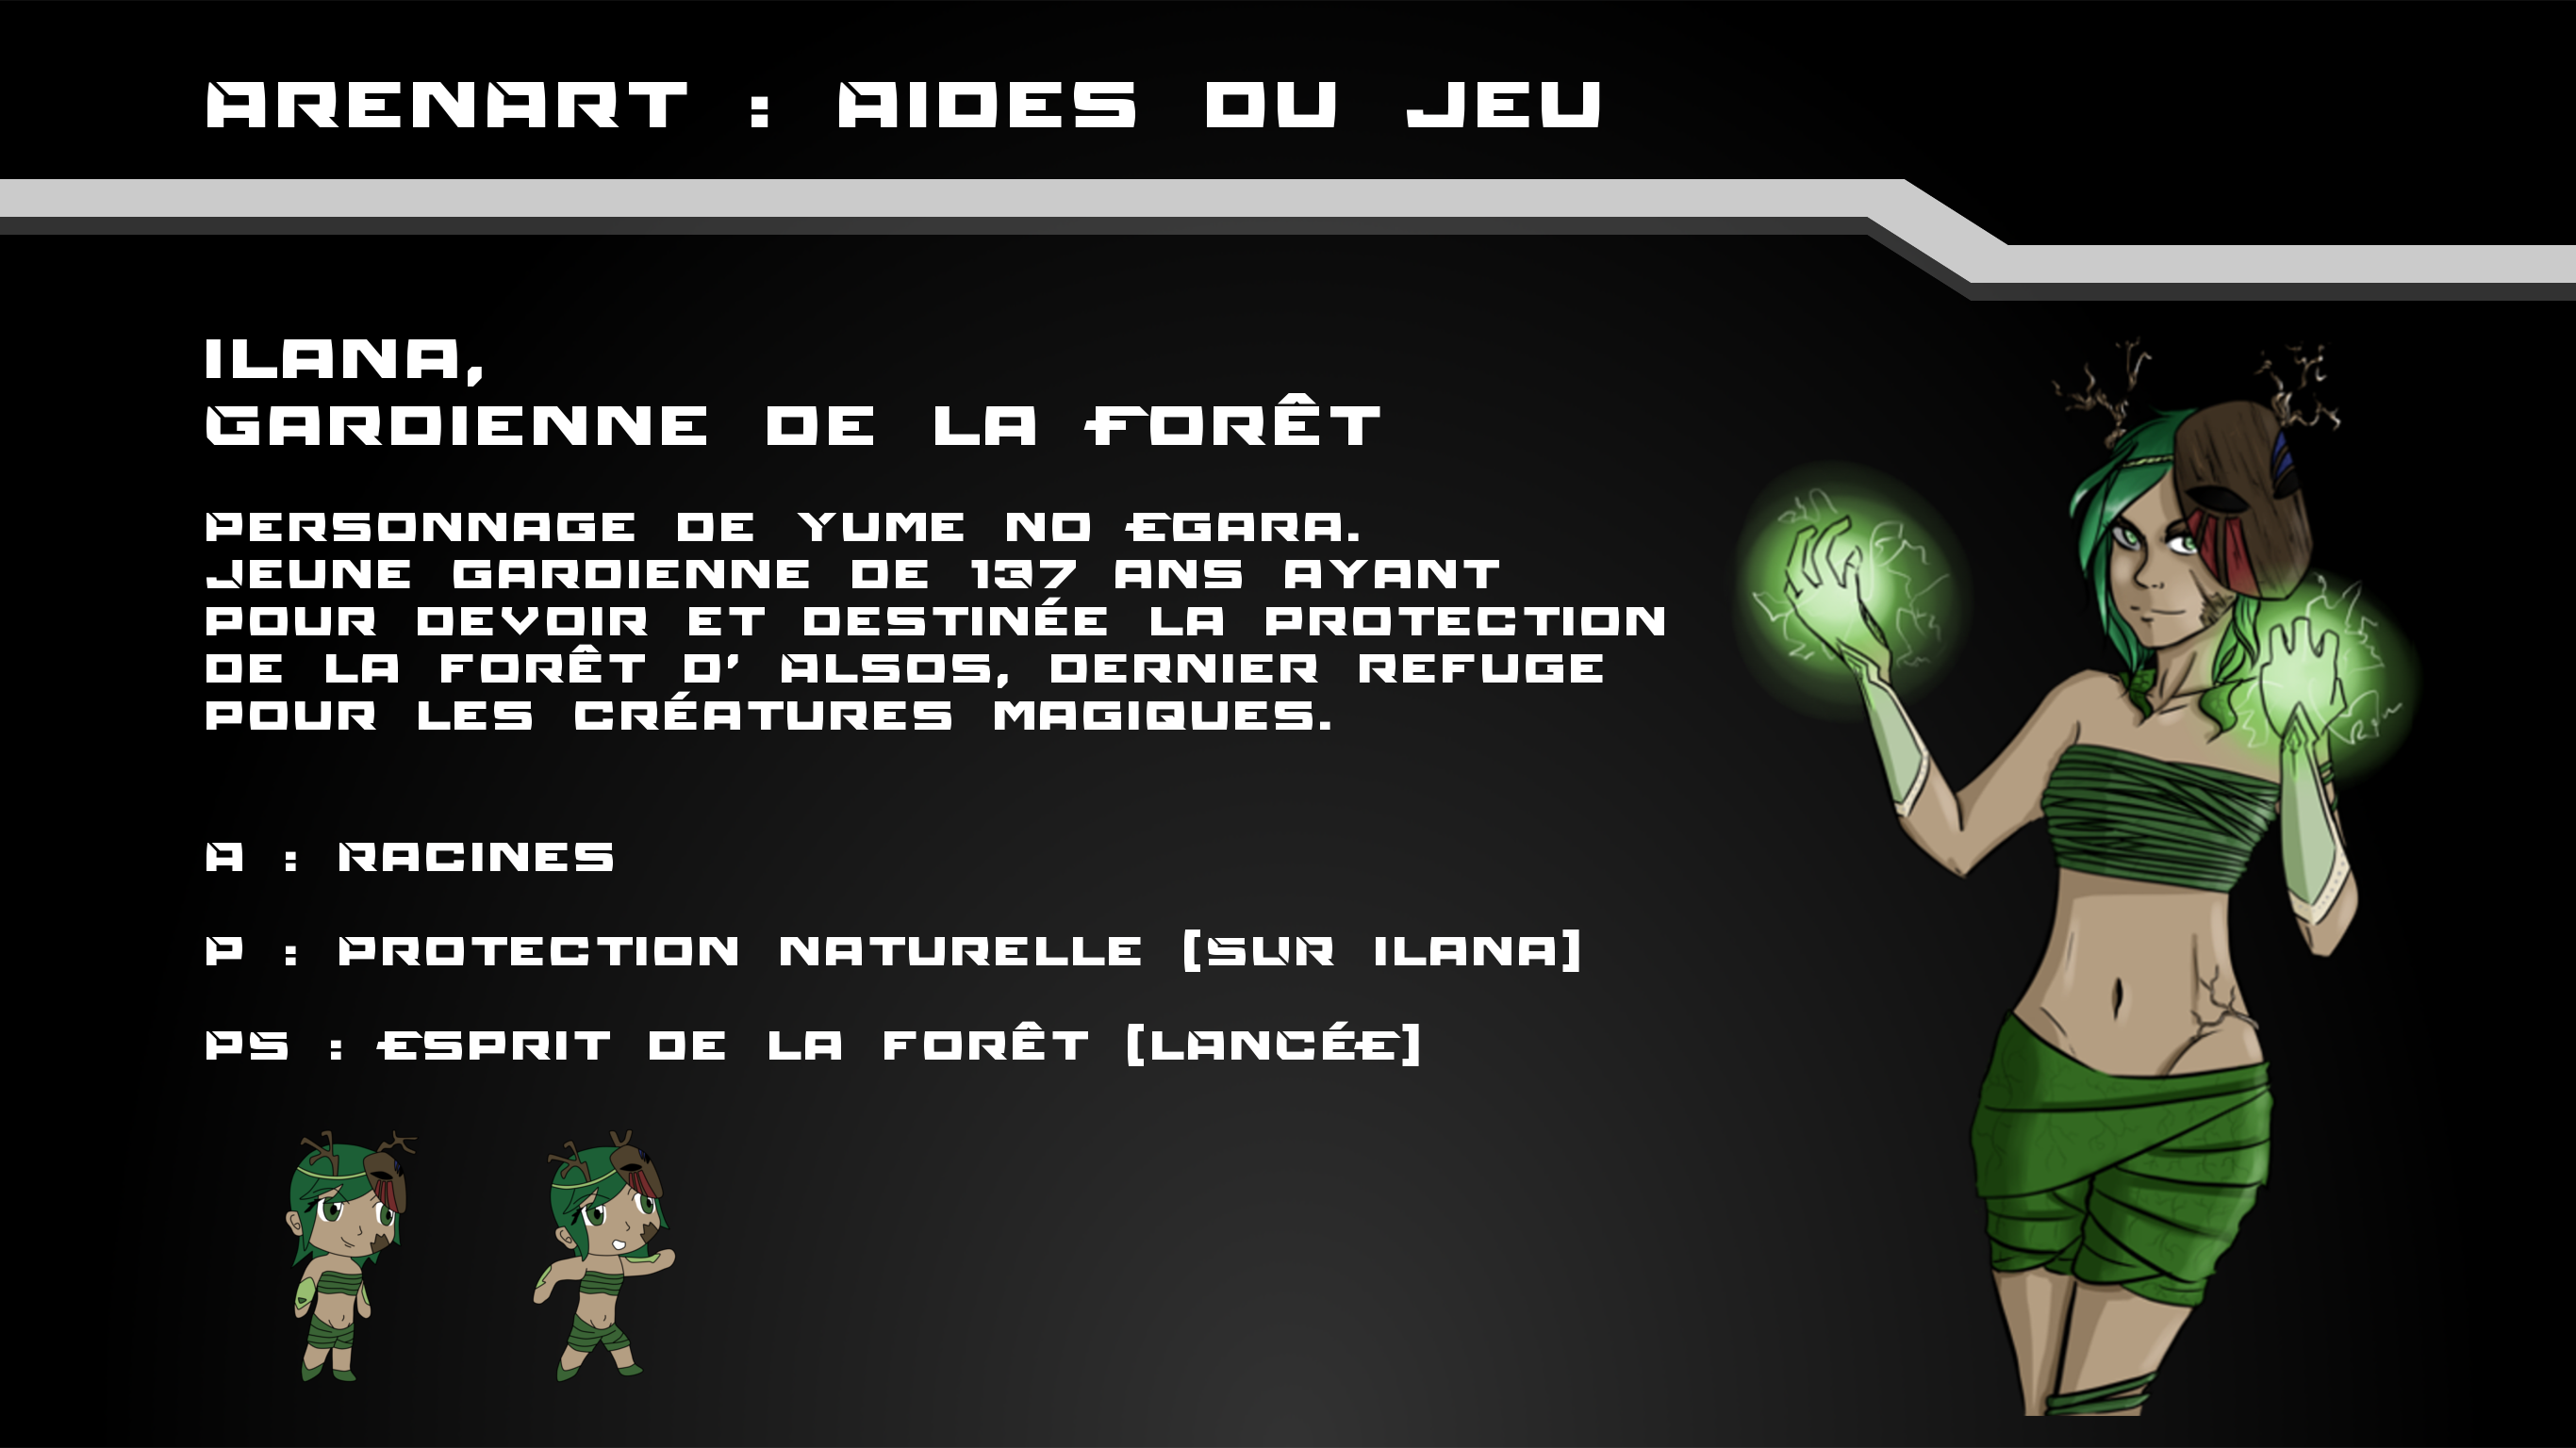 ARENART : AIDES DU JEU
ILANA,
GARDIENNE DE LA FORÊT
PERSONNAGE DE YUME NO EGARA.
JEUNE GARDIENNE DE 137 ANS AYANT
POUR DEVOIR ET DESTINÉE LA PROTECTION
DE LA FORÊT D' ALSOS, DERNIER REFUGE
POUR LES CRÉATURES MAGIQUES.
A : RACINES
P : PROTECTION NATURELLE [SUR ILANA]
PS : ESPRIT DE LA FORÊT [LANCÉE]